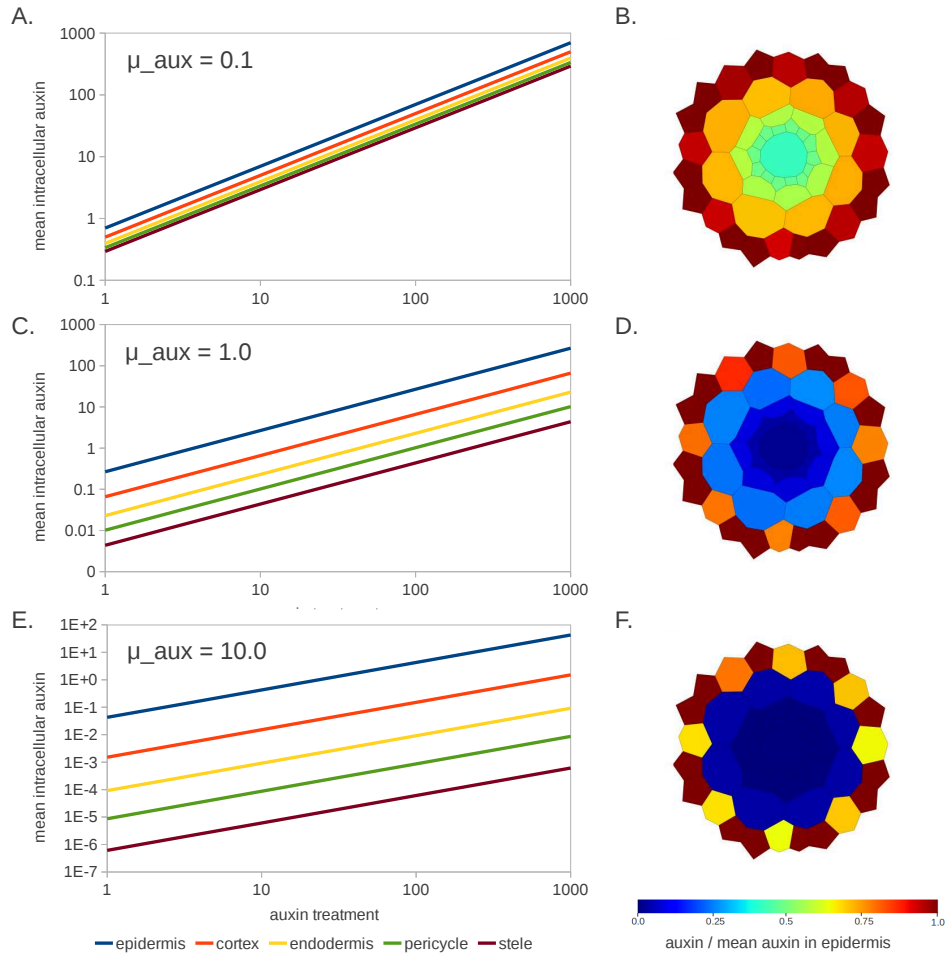 A.
B.
1000
100
10
1
0.1
mean intracellular auxin
μ_aux = 0.1
1
10
100
1000
C.
D.
1000
100
10
1
0.1
0.01
0
mean intracellular auxin
μ_aux = 1.0
1
10
100
1000
E.
F.
1E+2
1E+1
1E+0
1E-1
1E-2
1E-3
1E-4
1E-5
1E-6
1E-7
mean intracellular auxin
μ_aux = 10.0
1
10
100
1000
auxin treatment
epidermis cortex endodermis pericycle stele
0.0 0.25 0.5 0.75 1.0
auxin / mean auxin in epidermis